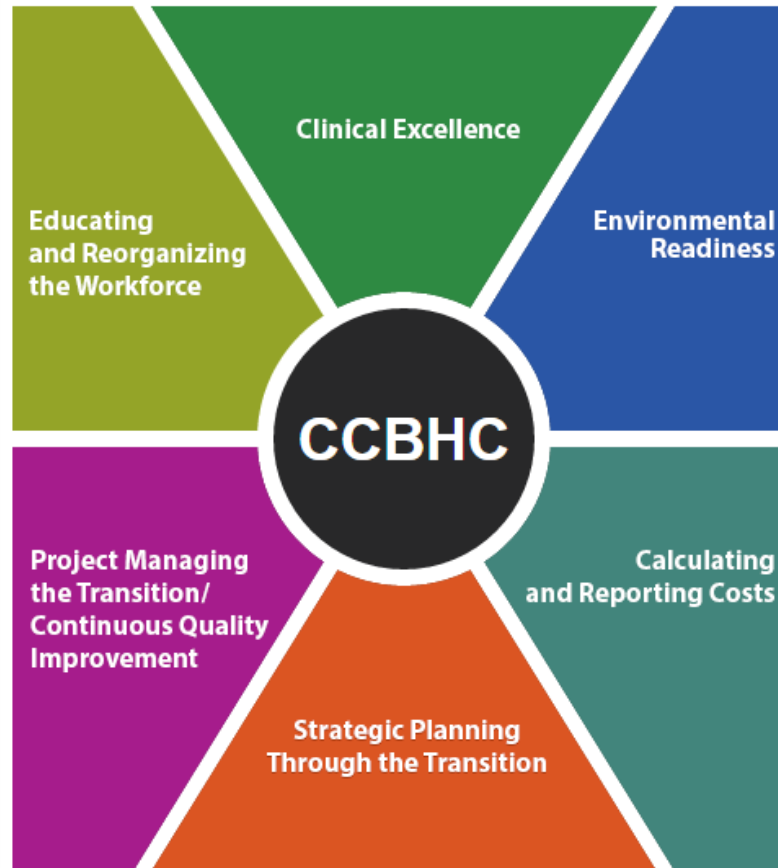 Clinical Excellence
Educating
and Reorganizing
the Workforce
Environmental
Readiness
CCBHC
Project Managing
the Transition/
Continuous Quality
Improvement
Calculating
and Reporting Costs
Strategic Planning
Through the Transition